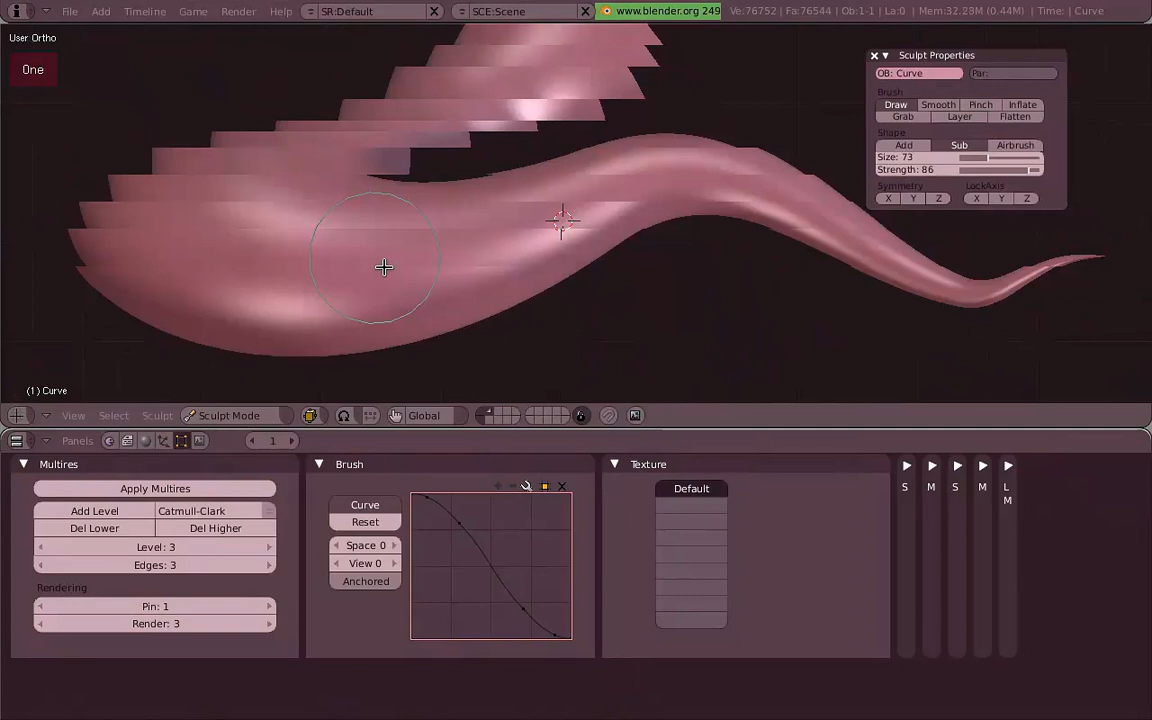 File Add Timeline Game Render Help SR:Default SCE:Scene www.blender.org 249 Ve:76752 | Fa:76544 | Ob:1-1 | La:0 | Mem:32.28M (0.44M) | Time: | Curve
User Ortho
Sculpt Properties
One
OB: Curve Par:
Brush
Draw Smooth Pinch Inflate
Grab Layer Flatten
Shape
Add Sub Airbrush
Size: 73
Strength: 86
Symmetry LockAxis
X Y Z X Y Z
(1) Curve
View Select Sculpt Sculpt Mode Global
Panels 1
Multires Brush Texture
Apply Multires
Add Level Catmull-Clark
Del Lower Del Higher
Level: 3
Edges: 3
Rendering
Pin: 1
Render: 3
Curve
Reset
Space 0
View 0
Anchored
Default
S M S M L
M